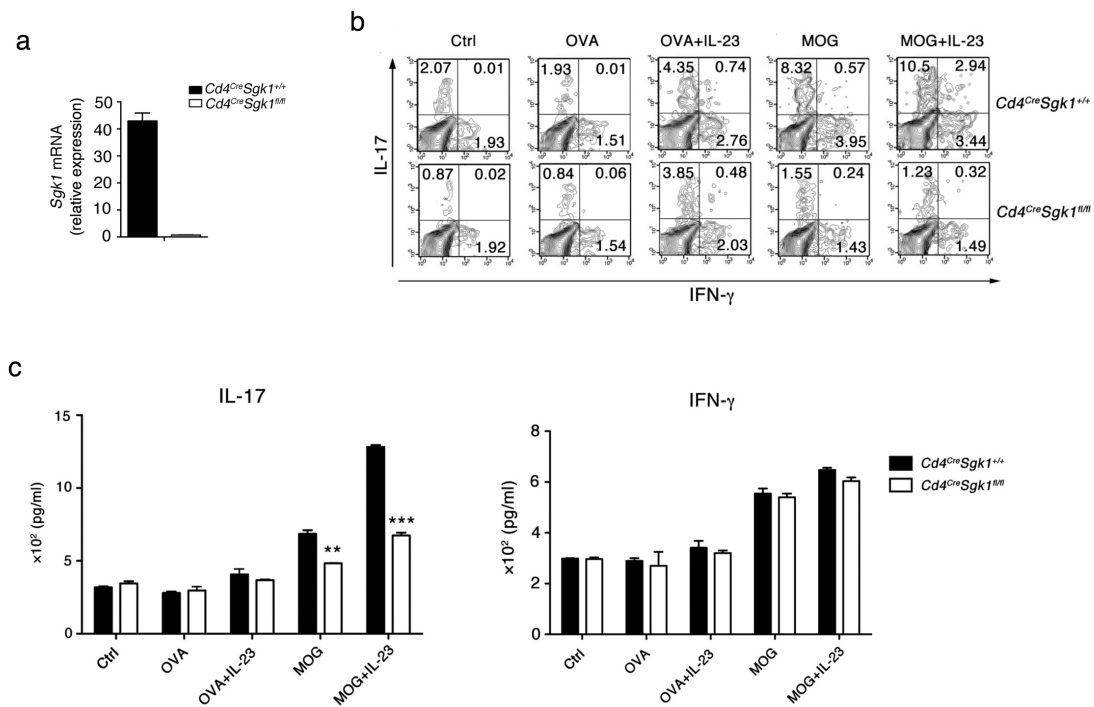 a
Cd4CreSgk1+/+
Cd4CreSgk1fl/fl
Sgk1 mRNA
(relative expression)
50
40
30
20
10
0
b
Ctrl OVA OVA+IL-23 MOG MOG+IL-23
2.07 0.01 1.93 0.01 4.35 0.74 8.32 0.57 10.5 2.94
Cd4CreSgk1+/+
1.93 1.51 2.76 3.95 3.44
IL-17
0.87 0.02 0.84 0.06 3.85 0.48 1.55 0.24 1.23 0.32
Cd4CreSgk1fl/fl
1.92 1.54 2.03 1.43 1.49
IFN-γ
c
IL-17
×10² (pg/ml)
15
10
5
0
**
***
Ctrl OVA OVA+IL-23 MOG MOG+IL-23
IFN-γ
×10² (pg/ml)
8
6
4
2
0
Ctrl OVA OVA+IL-23 MOG MOG+IL-23
Cd4CreSgk1+/+
Cd4CreSgk1fl/fl